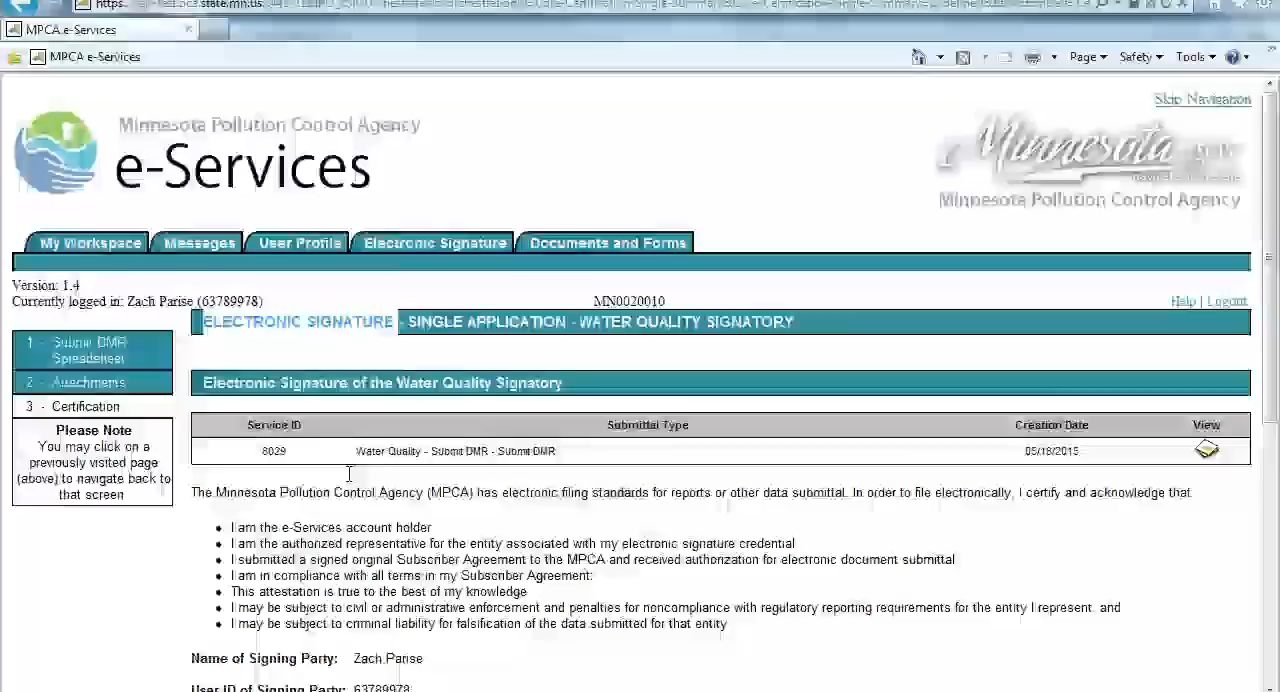 https:
state.mn.us
MPCA e-Services
MPCA e-Services
Page
Safety
Tools
Skip Navigation
Minnesota Pollution Control Agency
e-Services
Minnesota
Minnesota Pollution Control Agency
My Workspace Messages User Profile Electronic Signature Documents and Forms
Version: 1.4
Currently logged in: Zach Parise (63789978) MN0020010 Help | Logout
ELECTRONIC SIGNATURE - SINGLE APPLICATION - WATER QUALITY SIGNATORY
1 - Submit DMR
Spreadsheet
2 - Attachments
3 - Certification
Please Note
You may click on a
previously visited page
(above) to navigate back to
that screen
Electronic Signature of the Water Quality Signatory
Service ID Submittal Type Creation Date View
8029 Water Quality - Submit DMR - Submit DMR 05/18/2015
The Minnesota Pollution Control Agency (MPCA) has electronic filing standards for reports or other data submittal. In order to file electronically, I certify and acknowledge that
• I am the e-Services account holder
• I am the authorized representative for the entity associated with my electronic signature credential
• I submitted a signed original Subscriber Agreement to the MPCA and received authorization for electronic document submittal
• I am in compliance with all terms in my Subscriber Agreement:
• This attestation is true to the best of my knowledge
• I may be subject to civil or administrative enforcement and penalties for noncompliance with regulatory reporting requirements for the entity I represent, and
• I may be subject to criminal liability for falsification of the data submitted for that entity
Name of Signing Party: Zach Parise
User ID of Signing Party: 63789978